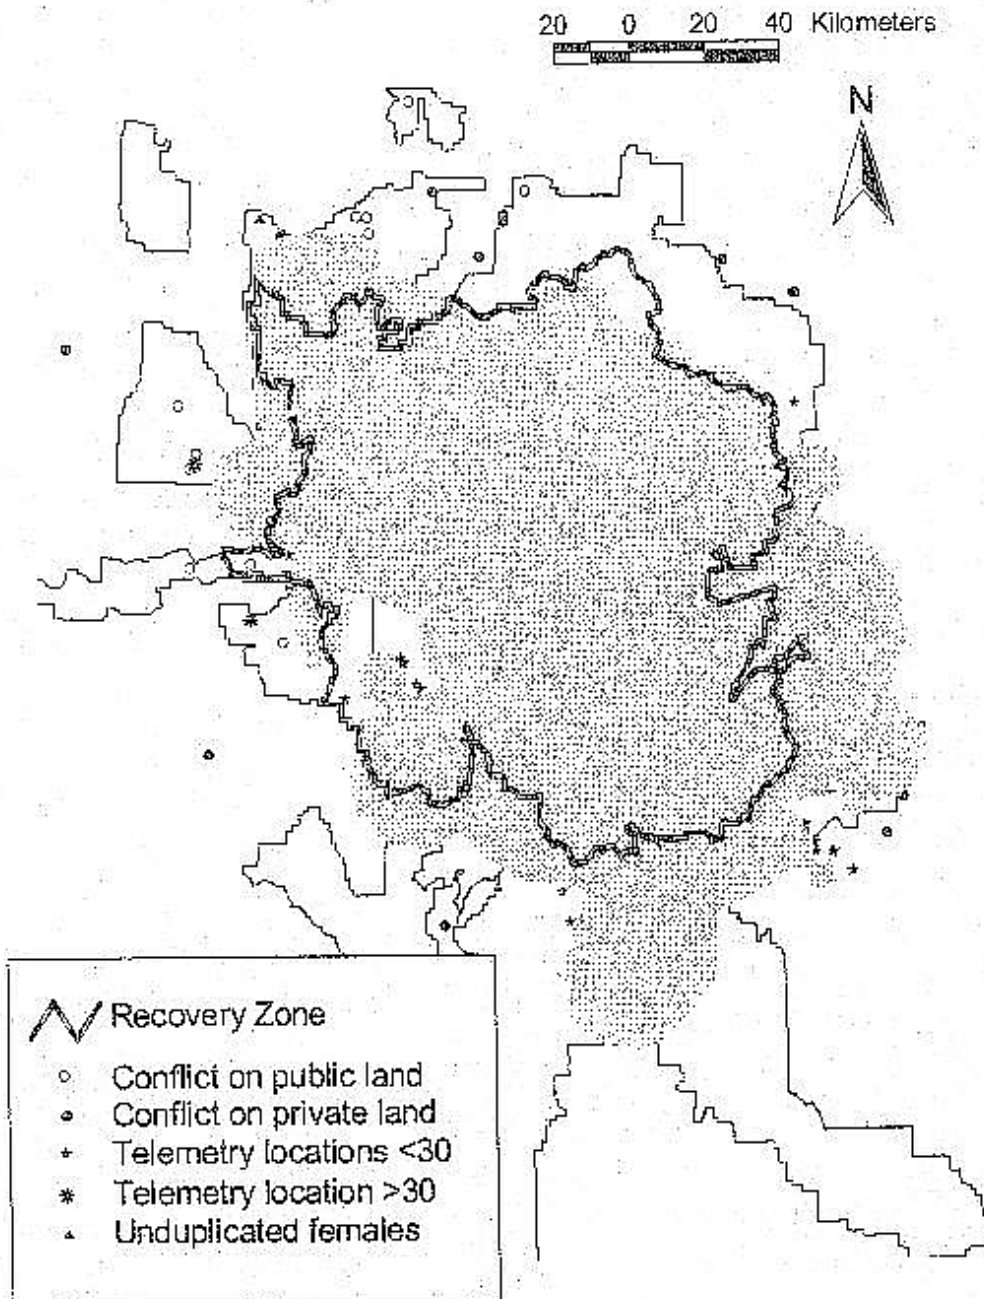 20 0 20 40 Kilometers
N
Recovery Zone
Conflict on public land
Conflict on private land
Telemetry locations <30
Telemetry location >30
Unduplicated females